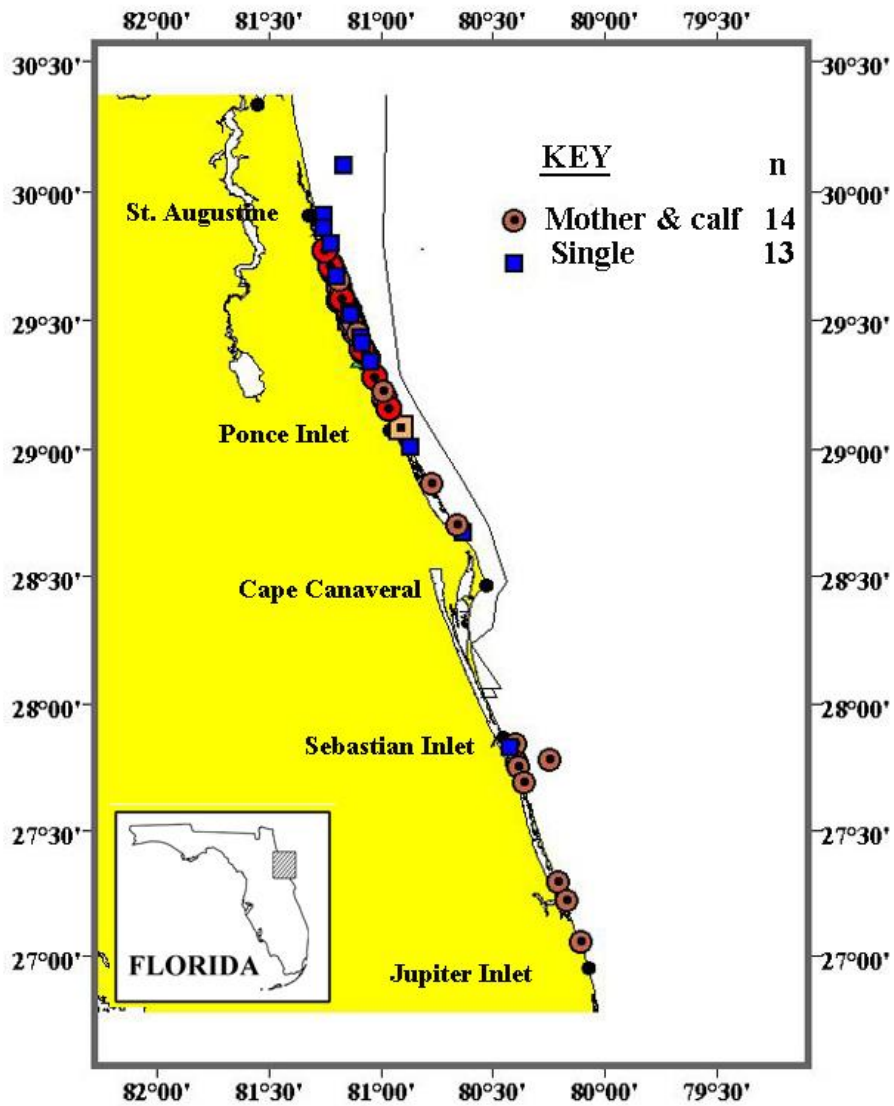 82°00' 81°30' 81°00' 80°30' 80°00' 79°30'
30°30' 30°30'
KEY n
30°00' 30°00'
St. Augustine
Mother & calf 14
Single 13
29°30' 29°30'
Ponce Inlet
29°00' 29°00'
Cape Canaveral
28°30' 28°30'
28°00' 28°00'
Sebastian Inlet
27°30' 27°30'
FLORIDA
27°00' 27°00'
Jupiter Inlet
82°00' 81°30' 81°00' 80°30' 80°00' 79°30'